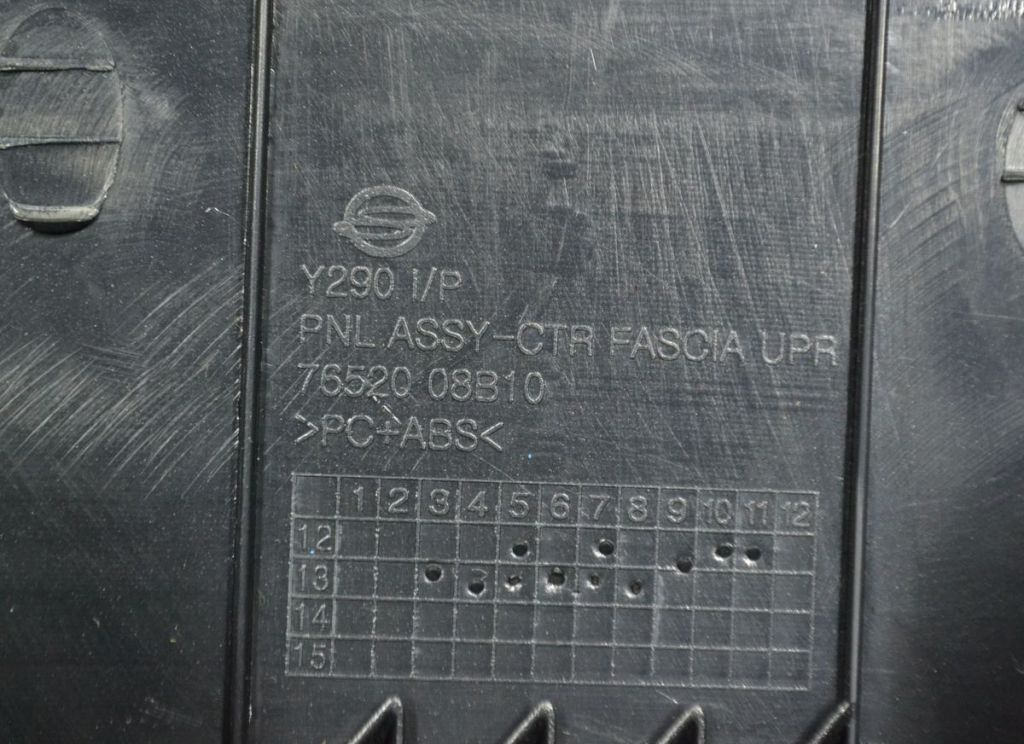 Y290 I/P
PNL.ASSY-CTR FASCIA UPR
76520 08B10
>PC+ABS<
1 2 3 4 5 6 7 8 9 10 11 12
12
13
14
15